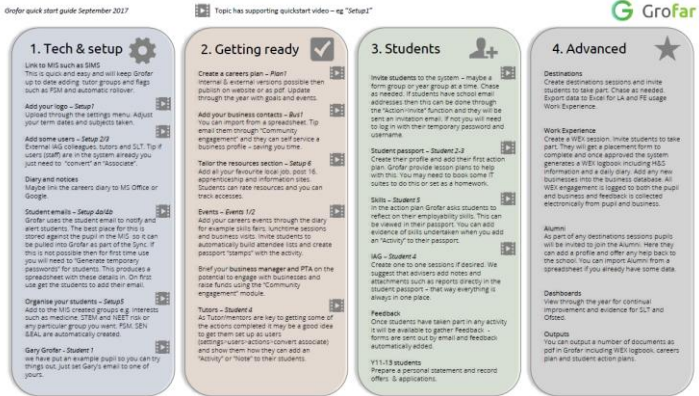 Grofar quick start guide September 2017
Topic has supporting quickstart video – eg "Setup1"
Grofar
1. Tech & setup
Link to MIS such as SIMS
This is quick and easy and will keep Grofar
up to date adding tutor groups and flags
such as FSM and automatic rollover.
Add your logo – Setup1
Upload through the settings menu. Adjust
your term dates and subjects taken.
Add some users – Setup 2/3
External IAG colleagues, tutors and SLT. Tip if
users (staff) are in the system already you
just need to "convert" an "Associate"
Diary and notices
Maybe link the careers diary to MS Office or
Google.
Student emails – Setup 4a/4b
Grofar uses the student email to notify and
alert students. The best place for this is
stored against the pupil in the MIS so it can
be pulled into Grofar as part of the Sync. If
this is not possible then for first time use
you will need to "Generate temporary
passwords" for students. This produces a
spreadsheet with these details in. On first
use get the students to add their email.
Organise your students – Setup5
Add to the MIS created groups e.g. interests
such as medicine, STEM and NEET risk or
any particular group you want. FSM, SEN
&EAL are automatically created.
Gary Grofar – Student 1
we have put an example pupil so you can try
things out. Just set Gary's email to one of
yours.
2. Getting ready
Create a careers plan – Plan1
Internal & external versions possible then
publish on website or as pdf. Update
through the year with goals and events.
Add your business contacts – Bus1
You can import from a spreadsheet. Tip
email them through "Community
engagement" and they can self service a
business profile – saving you time.
Tailor the resources section – Setup 6
Add all your favourite local job, post 16,
apprenticeship and information sites.
Students can rate resources and you can
track accesses.
Events – Events 1/2
Add your careers events through the diary
for example skills fairs, lunchtime sessions
and business visits. Invite students to
automatically build attendee lists and create
passport "stamps" with the activity.
Brief your business manager and PTA on the
potential to engage with businesses and
raise funds using the "Community
engagement" module.
Tutors – Student 6
As Tutor/mentors are key to getting some of
the actions completed it may be a good idea
to get them set up as users
(settings>users>actions>convert associate)
and show them how they can add an
"Activity" or "Note" to their students.
3. Students
Invite students to the system – maybe a
form group or year group at a time. Chase
as needed. If students have school email
addresses then this can be done through
the "Action>Invite" function and they will be
sent an invitation email. If not you will need
to log in with their temporary password and
username.
Student passport – Student 2-3
Create their profile and add their first action
plan. Grofar provide lesson plans to help
with this. You may need to book some IT
suites to do this or set as a homework.
Skills – Student 5
In the action plan Grofar asks students to
reflect on their employability skills. This can
be viewed in their passport. You can add
evidence of skills undertaken when you add
an "Activity" to their passport.
IAG – Student 4
Create one to one sessions if desired. We
suggest that advisers add notes and
attachments such as reports directly in the
student passport – that way everything is
always in one place.
Feedback
Once students have taken part in any activity
it will be available to gather Feedback -
forms are sent out by email and feedback
automatically added.
Y11-13 students
Prepare a personal statement and record
offers & applications.
4. Advanced
Destinations
Create destinations sessions and invite
students to take part. Chase as needed.
Export data to Excel for LA and FE usage
Work Experience.
Work Experience
Create a WEX session. Invite students to take
part. They will get a placement form to
complete and once approved the system
generates a WEX logbook including H&S
information and a daily diary. Add any new
businesses into the business database. All
WEX engagement is logged to both the pupil
and business and feedback is collected
electronically from pupil and business.
Alumni
As part of any destinations sessions pupils
will be invited to join the Alumni. Here they
can add a profile and offer any help back to
the school. You can import Alumni from a
spreadsheet if you already have some data.
Dashboards
View through the year for continual
improvement and evidence for SLT and
Ofsted.
Outputs
You can output a number of documents as
pdf in Grofar including WEX logbook, careers
plan and student action plans.